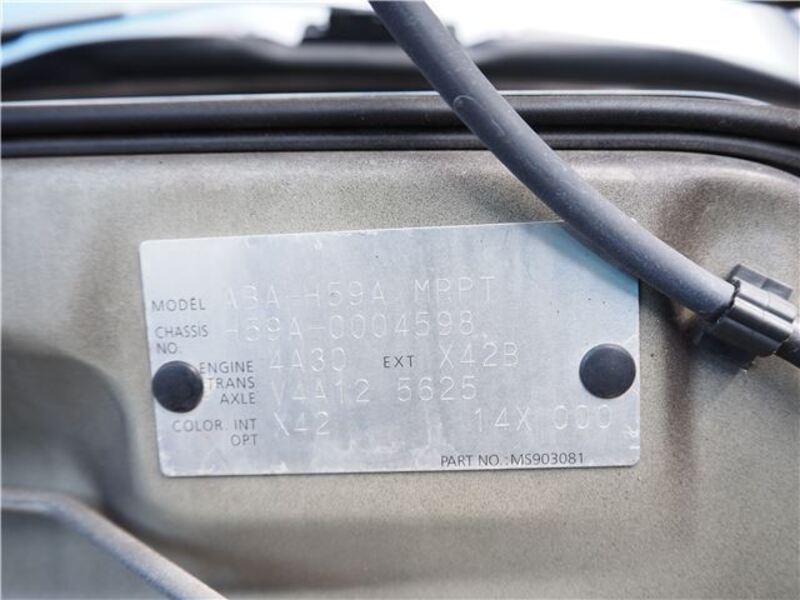 MODEL ABA-H59A MRPT
CHASSIS NO. H59A-0004598
ENGINE 4A30 EXT X42B
TRANS AXLE V4A12 5625
COLOR. INT OPT X42 14X 000
PART NO.:MS903081